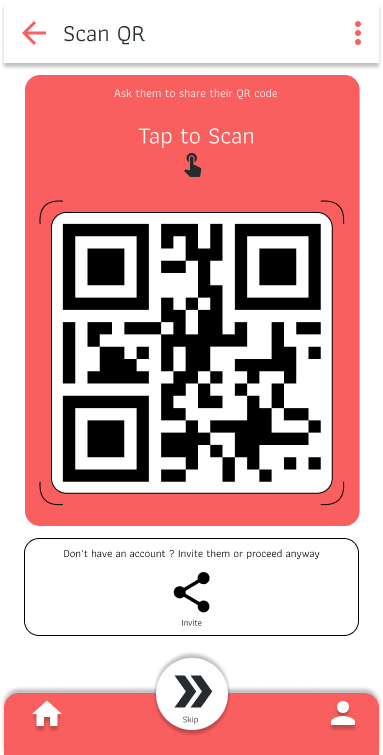 Scan QR
Ask them to share their QR code
Tap to Scan
Don't have an account ? Invite them or proceed anyway
Invite
Skip